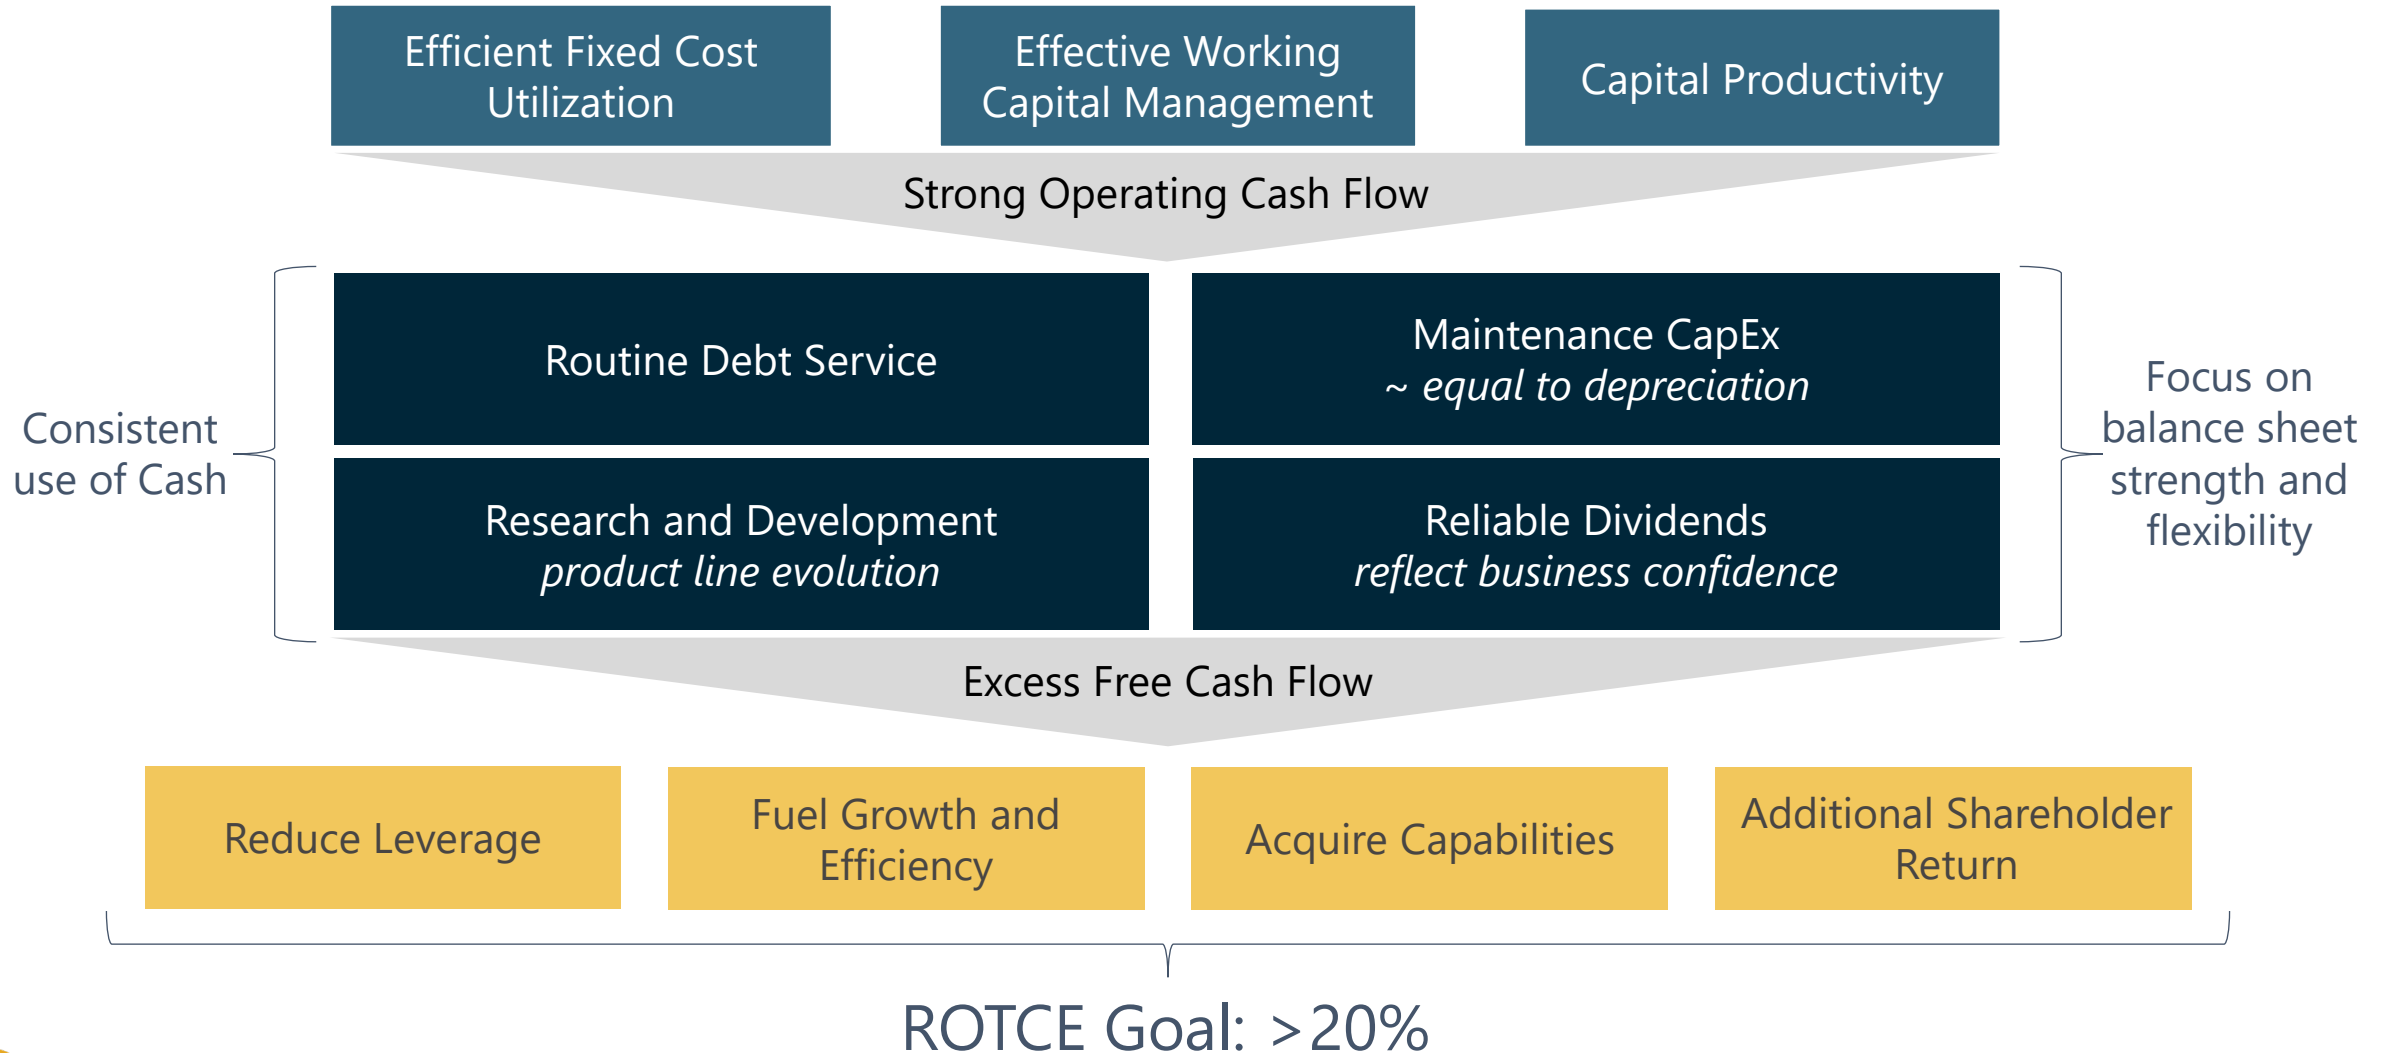 Efficient Fixed Cost
Utilization
Effective Working
Capital Management
Capital Productivity
Strong Operating Cash Flow
Consistent
use of Cash
Routine Debt Service
Maintenance CapEx
~ equal to depreciation
Research and Development
product line evolution
Reliable Dividends
reflect business confidence
Focus on
balance sheet
strength and
flexibility
Excess Free Cash Flow
Reduce Leverage
Fuel Growth and
Efficiency
Acquire Capabilities
Additional Shareholder
Return
ROTCE Goal: >20%